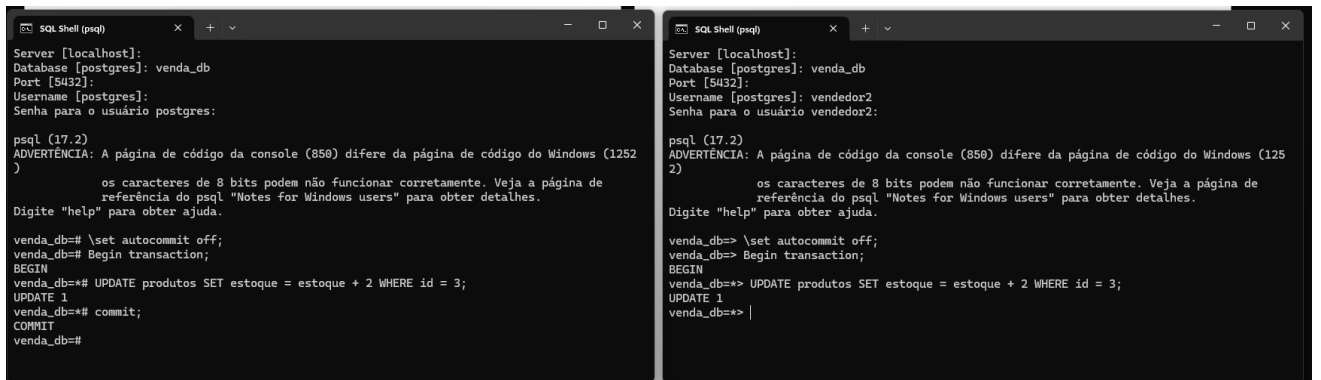 SQL Shell (psql)
Server [localhost]:
Database [postgres]: venda_db
Port [5432]:
Username [postgres]:
Senha para o usuário postgres:
psql (17.2)
ADVERTÊNCIA: A página de código da console (850) difere da página de código do Windows (1252
)
os caracteres de 8 bits podem não funcionar corretamente. Veja a página de
referência do psql "Notes for Windows users" para obter detalhes.
Digite "help" para obter ajuda.
venda_db=# \set autocommit off;
venda_db=# Begin transaction;
BEGIN
venda_db=*# UPDATE produtos SET estoque = estoque + 2 WHERE id = 3;
UPDATE 1
venda_db=*# commit;
COMMIT
venda_db=#
SQL Shell (psql)
Server [localhost]:
Database [postgres]: venda_db
Port [5432]:
Username [postgres]: vendedor2
Senha para o usuário vendedor2:
psql (17.2)
ADVERTÊNCIA: A página de código da console (850) difere da página de código do Windows (125
2)
os caracteres de 8 bits podem não funcionar corretamente. Veja a página de
referência do psql "Notes for Windows users" para obter detalhes.
Digite "help" para obter ajuda.
venda_db=> \set autocommit off;
venda_db=> Begin transaction;
BEGIN
venda_db=*> UPDATE produtos SET estoque = estoque + 2 WHERE id = 3;
UPDATE 1
venda_db=*>